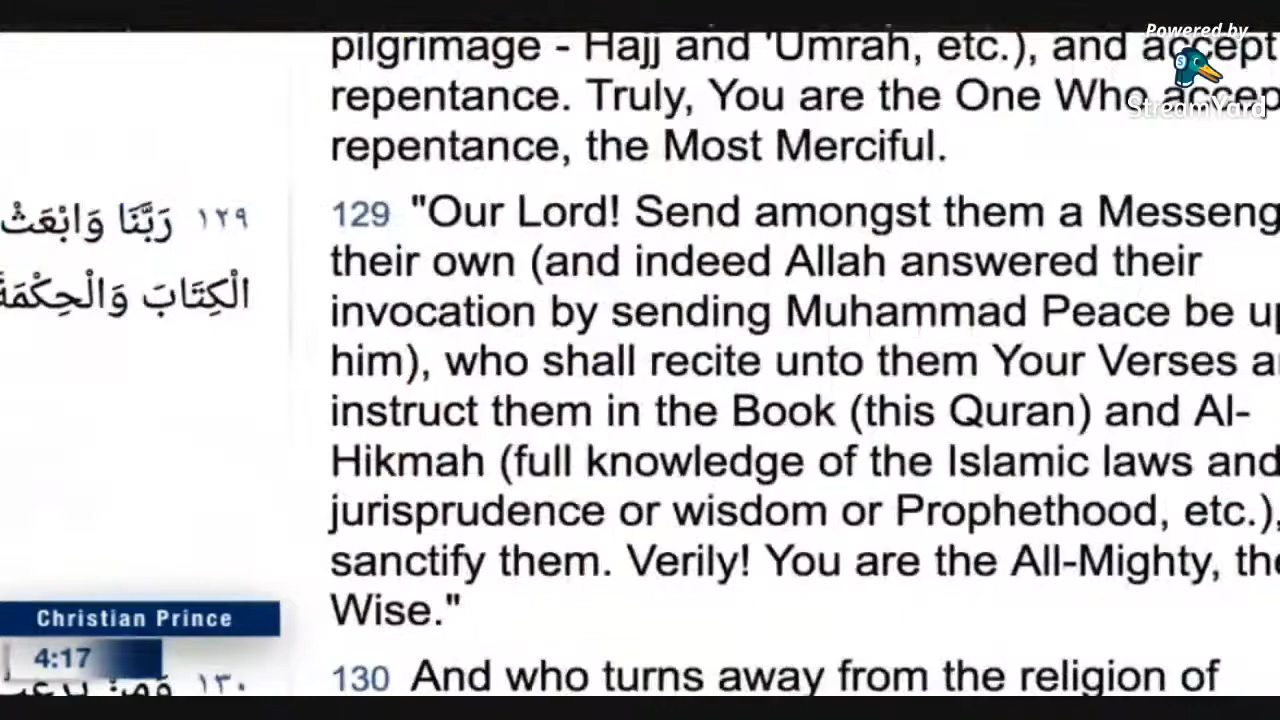 Powered by
StreamYard
pilgrimage - Hajj and 'Umrah, etc.), and accept
repentance. Truly, You are the One Who accep
repentance, the Most Merciful.
129 "Our Lord! Send amongst them a Messeng
their own (and indeed Allah answered their
invocation by sending Muhammad Peace be up
him), who shall recite unto them Your Verses a
instruct them in the Book (this Quran) and Al-
Hikmah (full knowledge of the Islamic laws and
jurisprudence or wisdom or Prophethood, etc.),
sanctify them. Verily! You are the All-Mighty, the
Wise."
130 And who turns away from the religion of
١٢٩ رَبَّنَا وَابْعَثْ
الْكِتَابَ وَالْحِكْمَةَ
١٣٠
Christian Prince
4:17